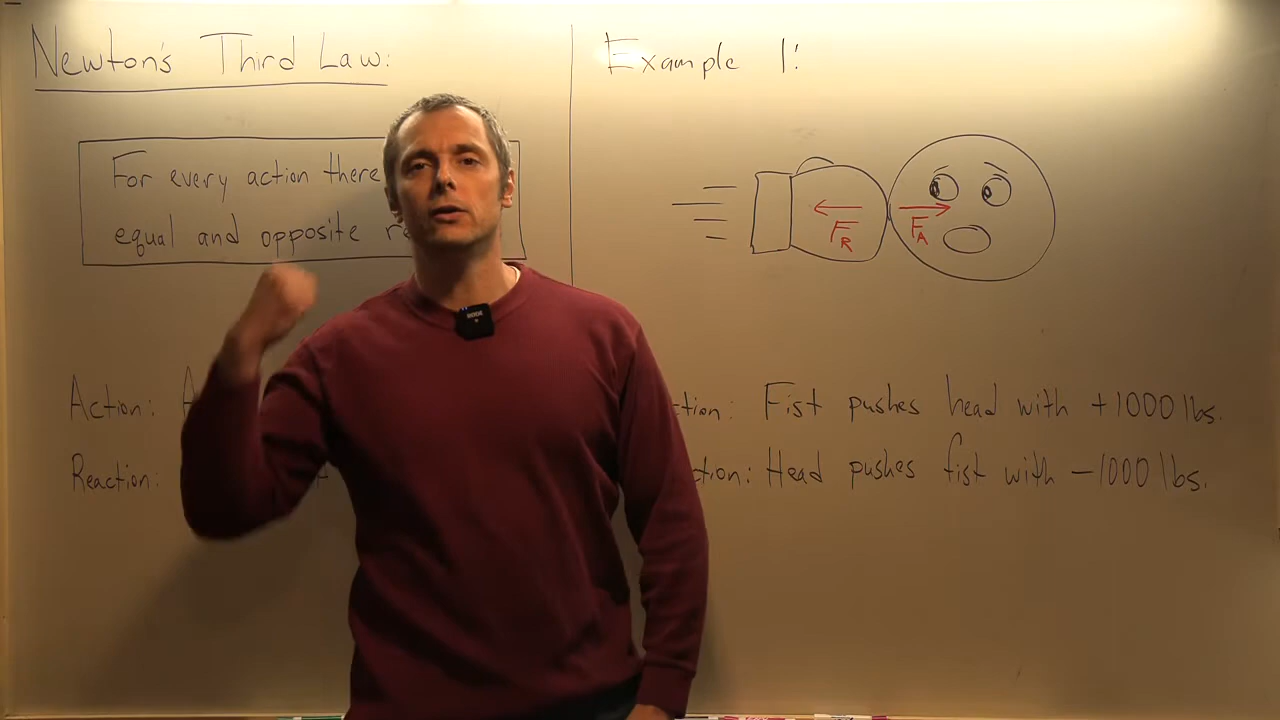 Newton's Third Law:
For every action there
equal and opposite
Action: A
Reaction:
Example 1:
F_R
F_A
Fist pushes head with +1000 lbs.
Head pushes fist with -1000 lbs.
RODE